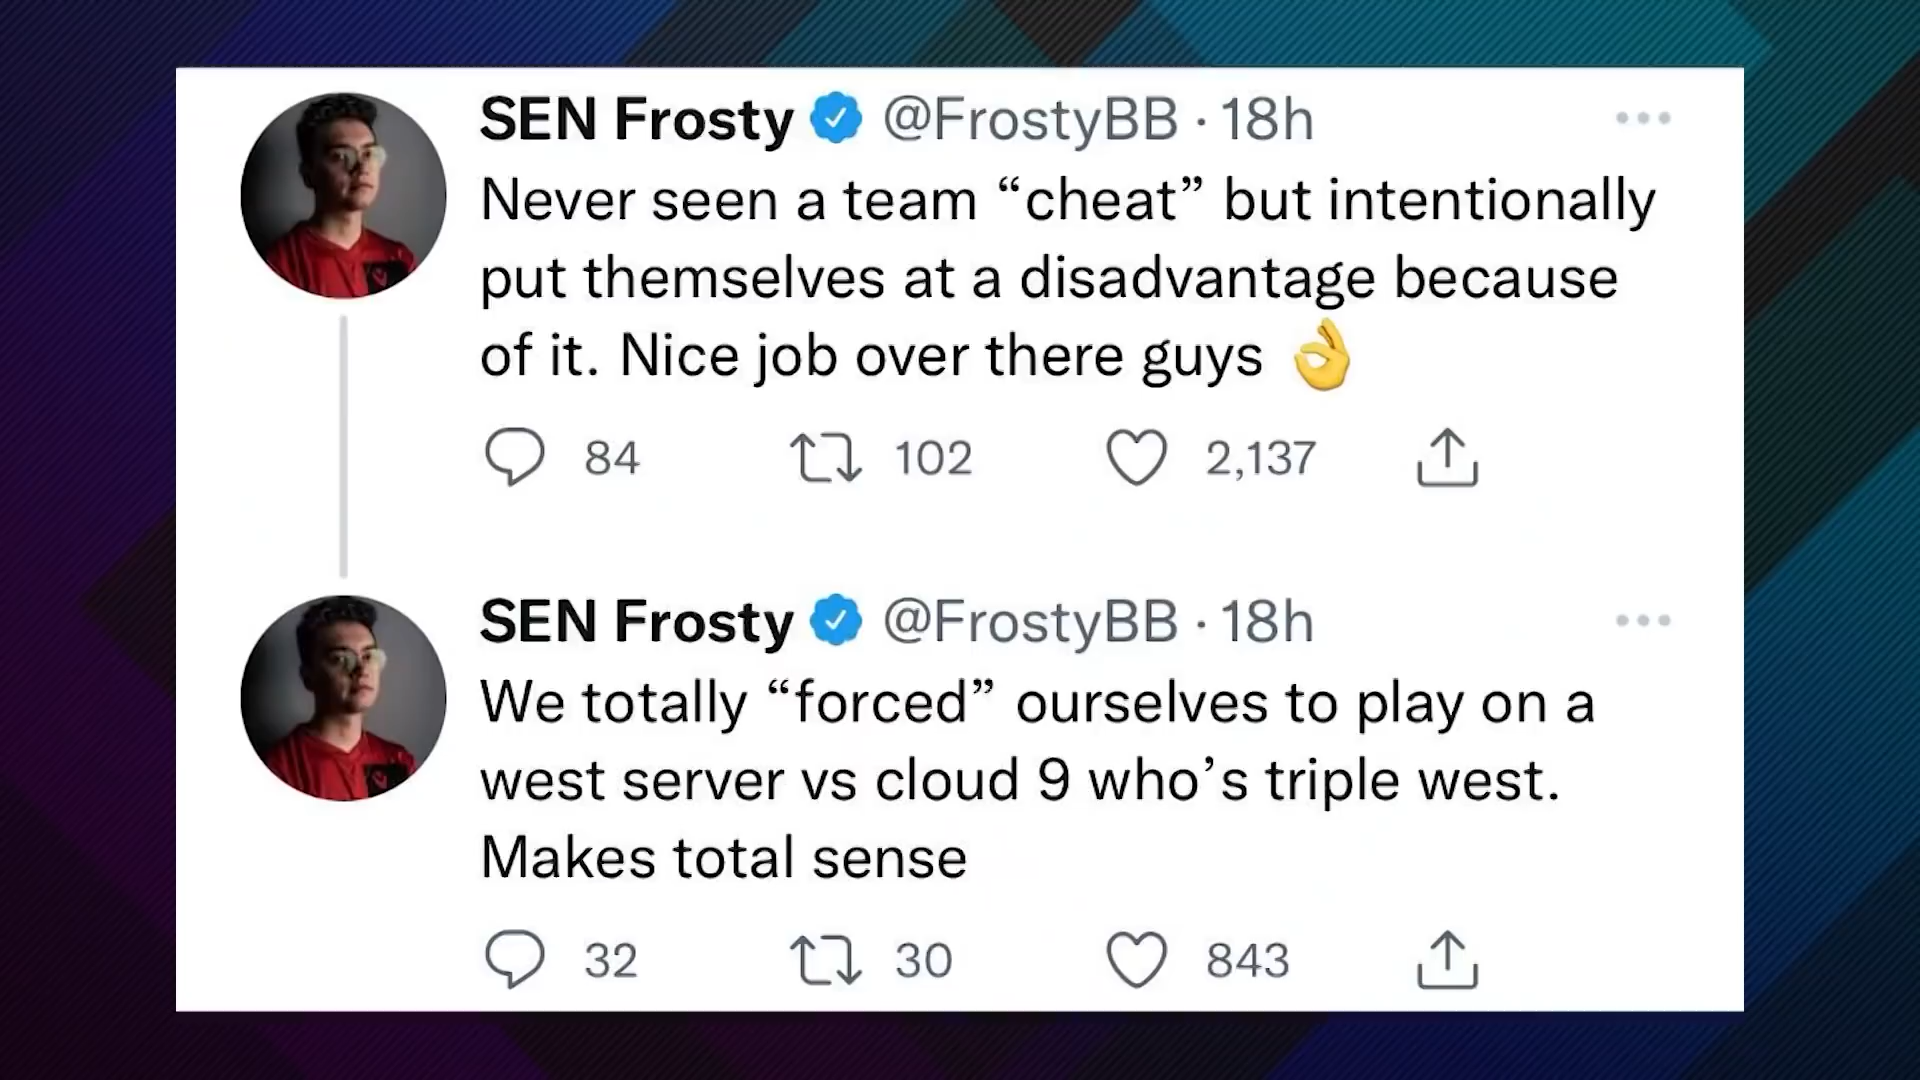 SEN Frosty @FrostyBB · 18h
Never seen a team “cheat” but intentionally
put themselves at a disadvantage because
of it. Nice job over there guys 👌
84 102 2,137
SEN Frosty @FrostyBB · 18h
We totally “forced” ourselves to play on a
west server vs cloud 9 who’s triple west.
Makes total sense
32 30 843